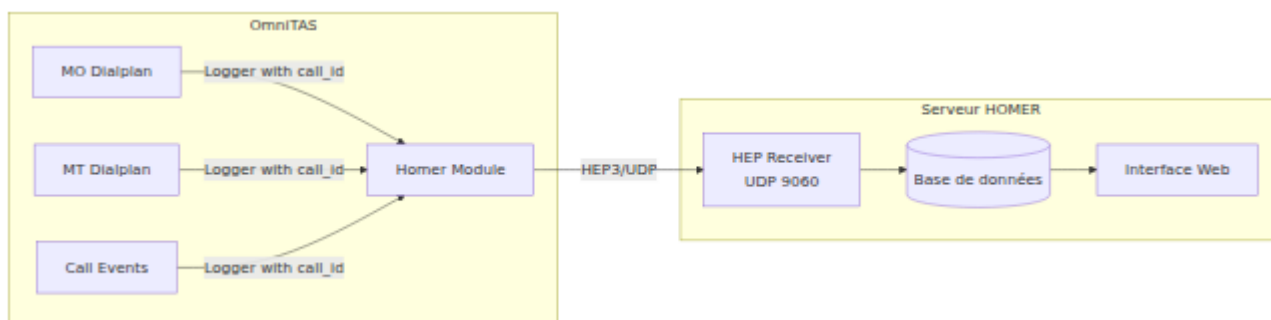 OmniTAS
MO Dialplan
Logger with call_id
MT Dialplan
Logger with call_id
Call Events
Logger with call_id
Homer Module
HEP3/UDP
Serveur HOMER
HEP Receiver
UDP 9060
Base de données
Interface Web